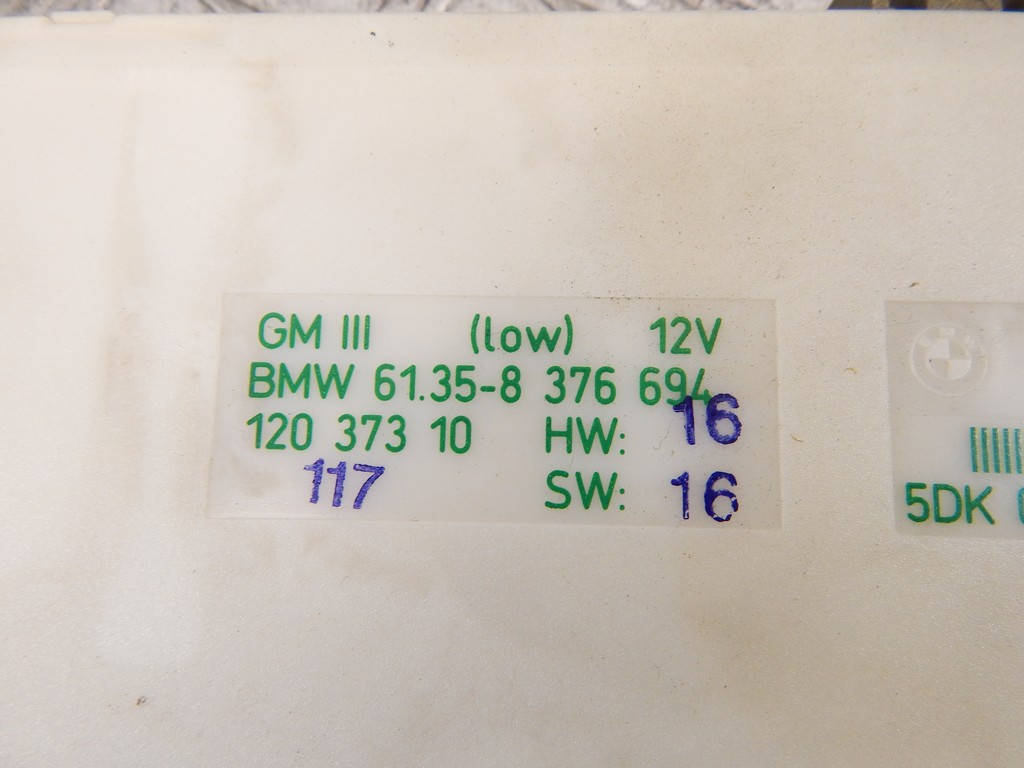 GM III (low) 12V
BMW 61.35-8 376 694
120 373 10 HW: 16
117 SW: 16
5DK